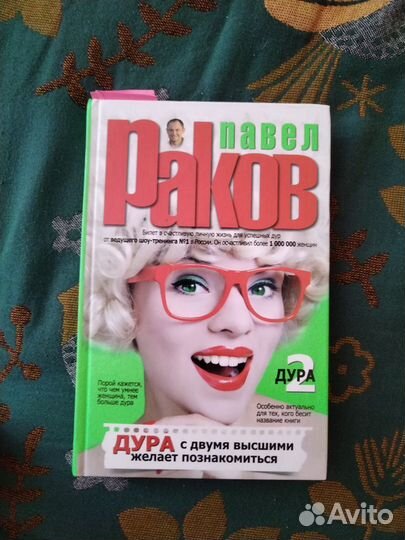 павел
Раков
Билет в счастливую личную жизнь для успешных дур
от ведущего шоу-тренинга №1 в России. Он осчастливил более 1 000 000 женщин
2
ДУРА
Порой кажется,
что чем умнее
женщина, тем
больше дура
Особенно актуально
для тех, кого бесит
название книги
ДУРА с двумя высшими
желает познакомиться
Avito